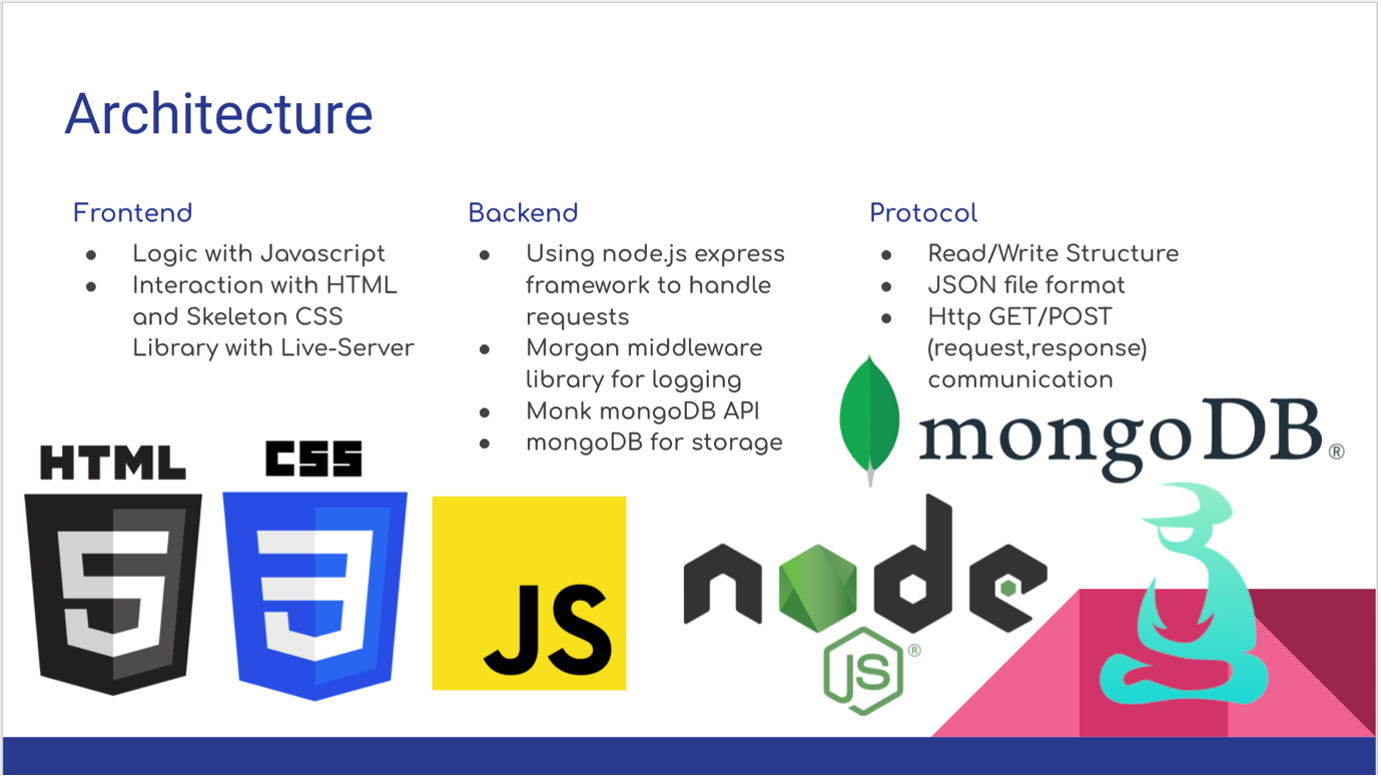 Architecture
Frontend
● Logic with Javascript
● Interaction with HTML
and Skeleton CSS
Library with Live-Server
Backend
● Using node.js express
framework to handle
requests
● Morgan middleware
library for logging
● Monk mongoDB API
● mongoDB for storage
Protocol
● Read/Write Structure
● JSON file format
● Http GET/POST
(request,response)
communication
mongoDB®
HTML
5
CSS
3
JS
node
JS®